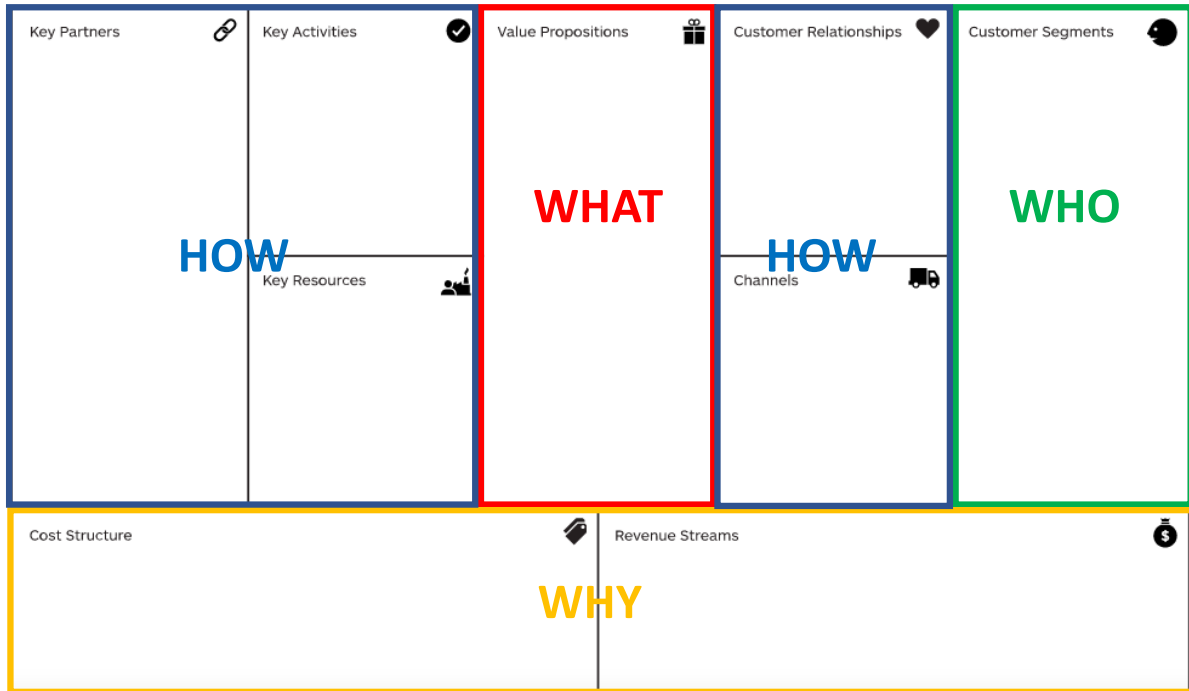 Key Partners
Key Activities
Value Propositions
Customer Relationships
Customer Segments
WHAT
WHO
HOW
HOW
Key Resources
Channels
Cost Structure
$
Revenue Streams
WHY